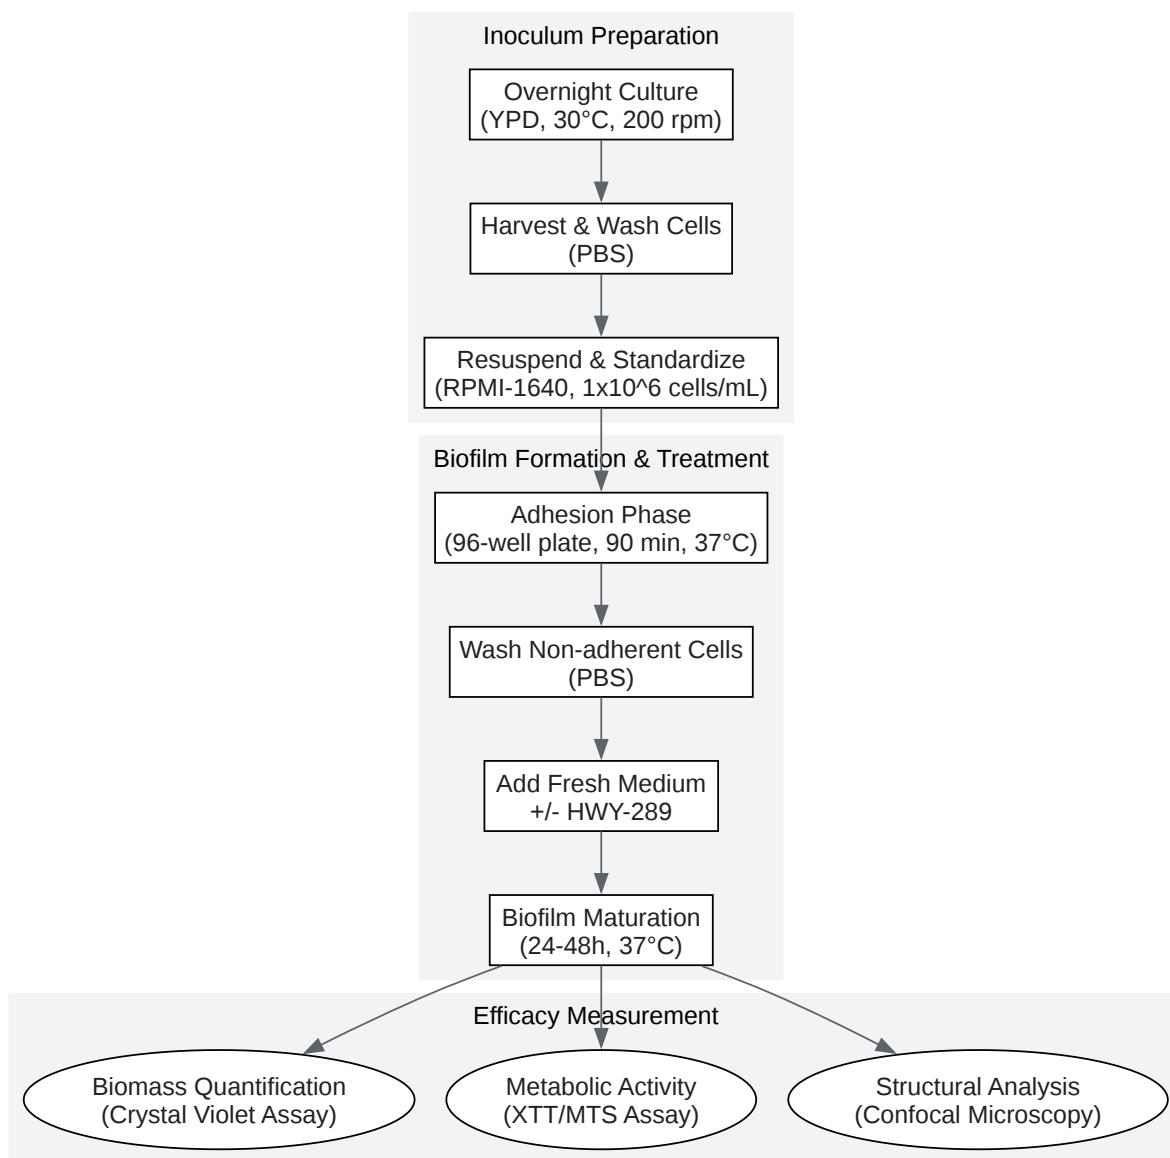 Inoculum Preparation
Overnight Culture
(YPD, 30°C, 200 rpm)
Harvest & Wash Cells
(PBS)
Resuspend & Standardize
(RPMI-1640, 1x10^6 cells/mL)
Biofilm Formation & Treatment
Adhesion Phase
(96-well plate, 90 min, 37°C)
Wash Non-adherent Cells
(PBS)
Add Fresh Medium
+/- HWY-289
Biofilm Maturation
(24-48h, 37°C)
Efficacy Measurement
Biomass Quantification
(Crystal Violet Assay)
Metabolic Activity
(XTT/MTS Assay)
Structural Analysis
(Confocal Microscopy)